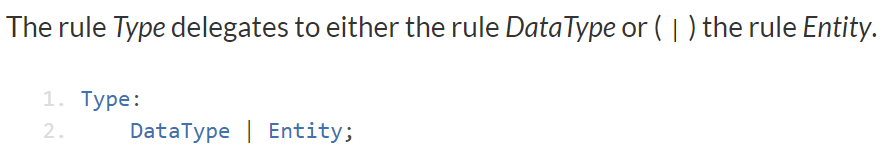 The rule Type delegates to either the rule DataType or ( | ) the rule Entity.
1. Type:
2.     DataType | Entity;